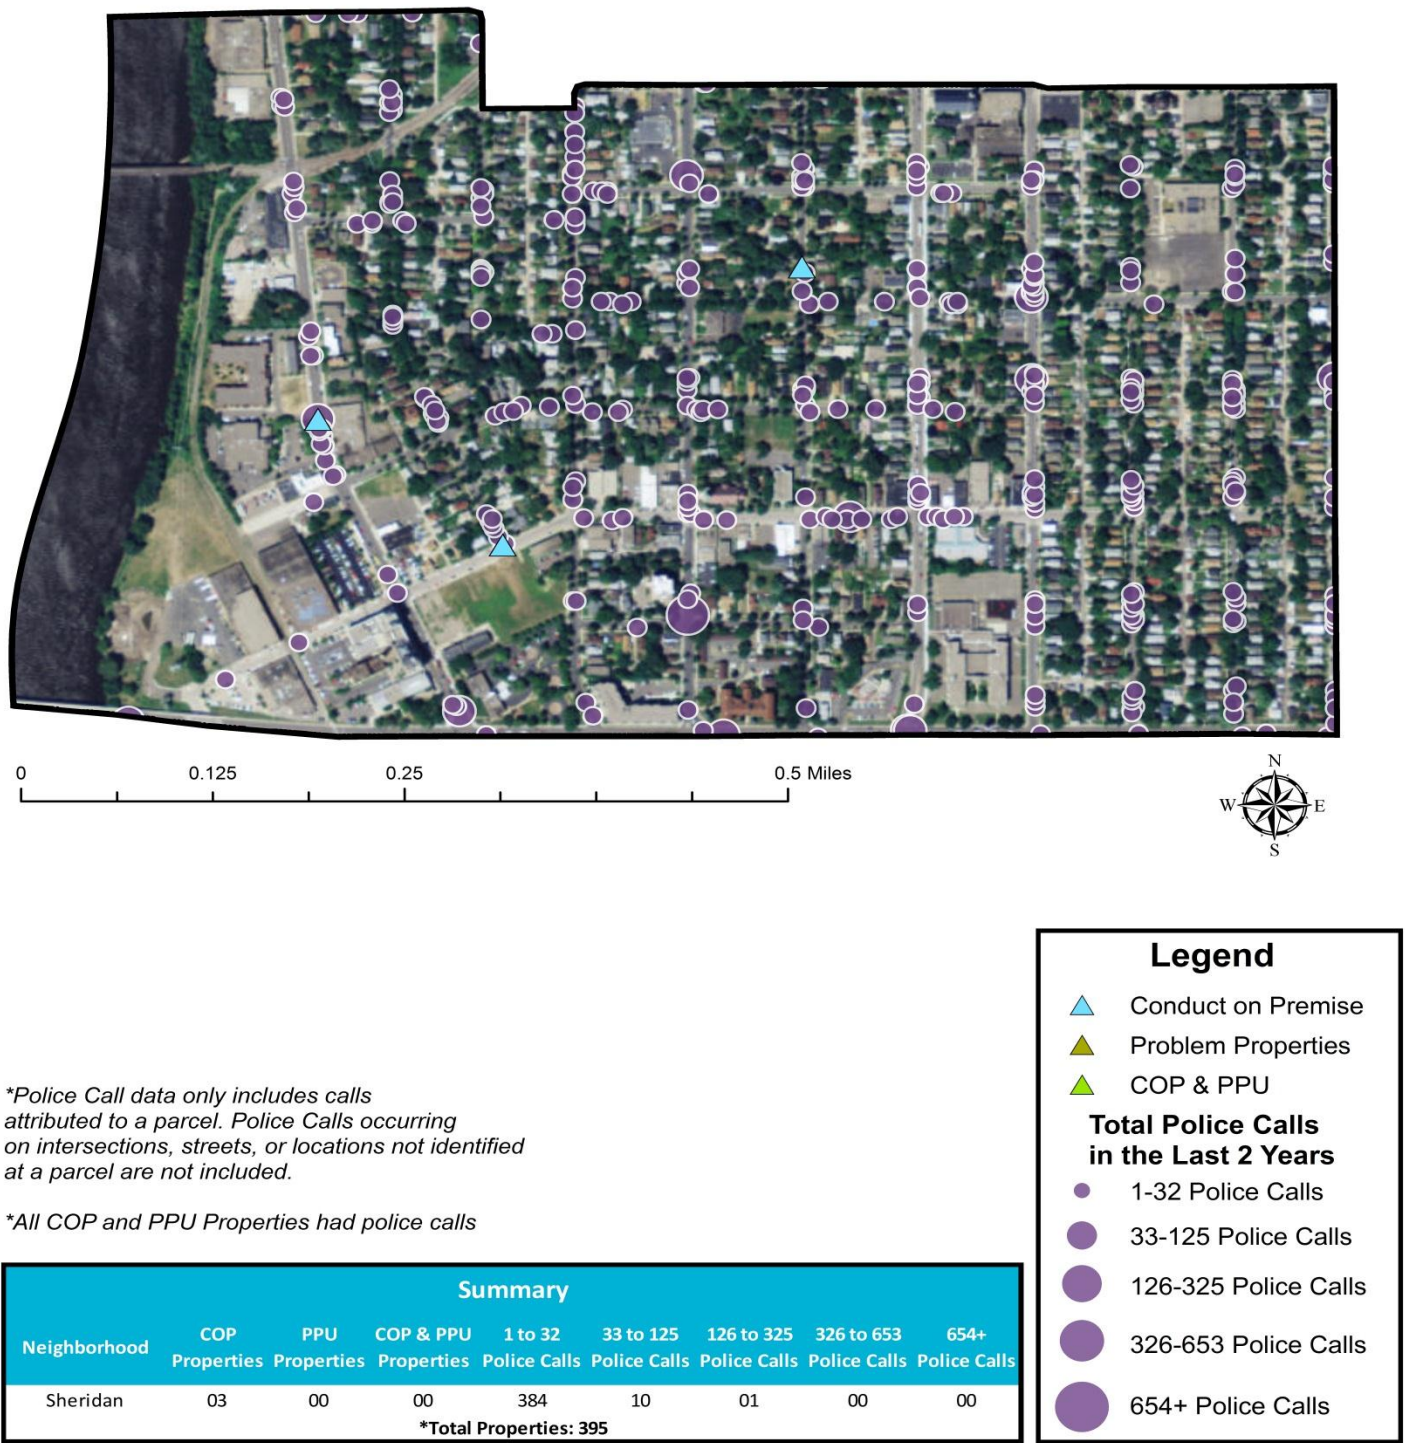 0 0.125 0.25 0.5 Miles
N
W E
S
Legend
Conduct on Premise
Problem Properties
COP & PPU
Total Police Calls
in the Last 2 Years
1-32 Police Calls
33-125 Police Calls
126-325 Police Calls
326-653 Police Calls
654+ Police Calls
*Police Call data only includes calls
attributed to a parcel. Police Calls occurring
on intersections, streets, or locations not identified
at a parcel are not included.
*All COP and PPU Properties had police calls
Summary
Neighborhood COP Properties PPU Properties COP & PPU Properties 1 to 32 Police Calls 33 to 125 Police Calls 126 to 325 Police Calls 326 to 653 Police Calls 654+ Police Calls
Sheridan 03 00 00 384 10 01 00 00
*Total Properties: 395